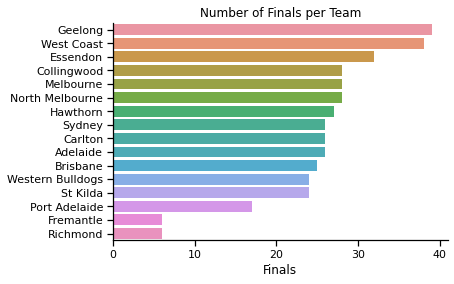 Number of Finals per Team
Geelong
West Coast
Essendon
Collingwood
Melbourne
North Melbourne
Hawthorn
Sydney
Carlton
Adelaide
Brisbane
Western Bulldogs
St Kilda
Port Adelaide
Fremantle
Richmond
0 10 20 30 40
Finals